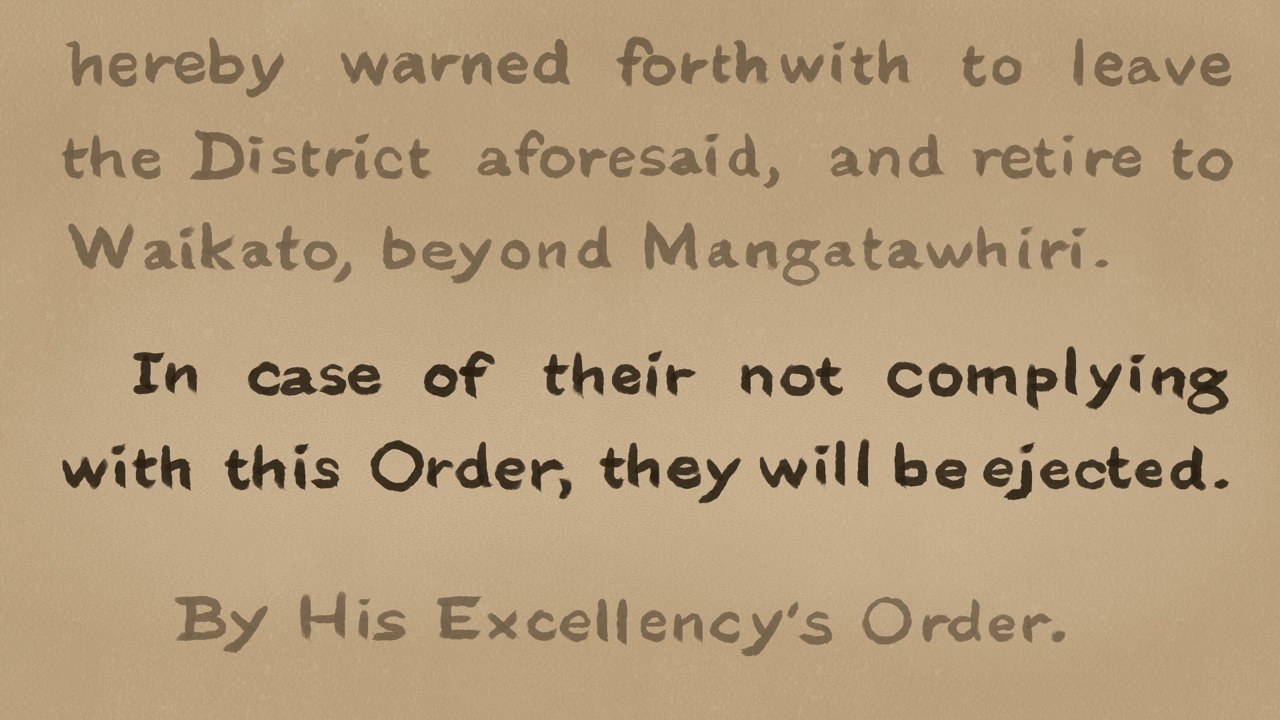 hereby warned forthwith to leave
the District aforesaid, and retire to
Waikato, beyond Mangatawhiri.
In case of their not complying
with this Order, they will be ejected.
By His Excellency's Order.